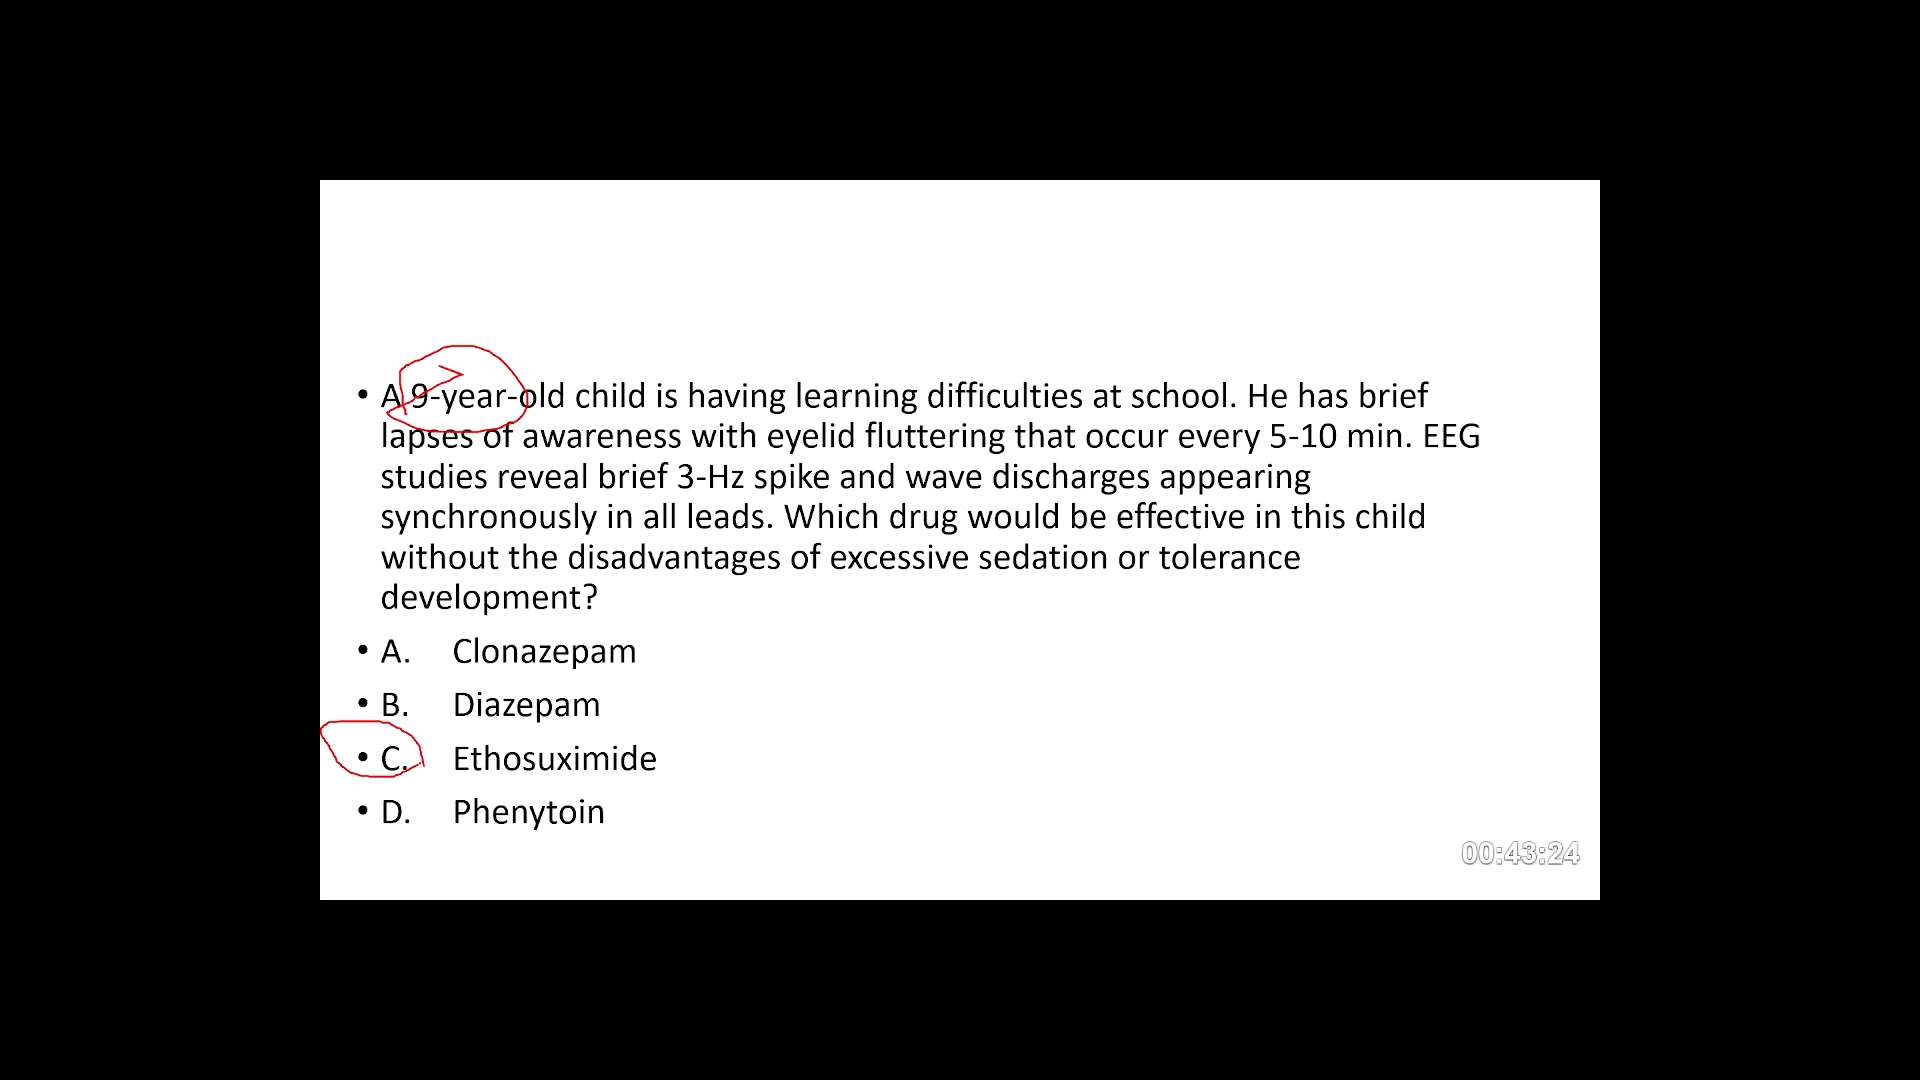 • A 9-year-old child is having learning difficulties at school. He has brief
lapses of awareness with eyelid fluttering that occur every 5-10 min. EEG
studies reveal brief 3-Hz spike and wave discharges appearing
synchronously in all leads. Which drug would be effective in this child
without the disadvantages of excessive sedation or tolerance
development?
• A. Clonazepam
• B. Diazepam
• C. Ethosuximide
• D. Phenytoin
00:43:24